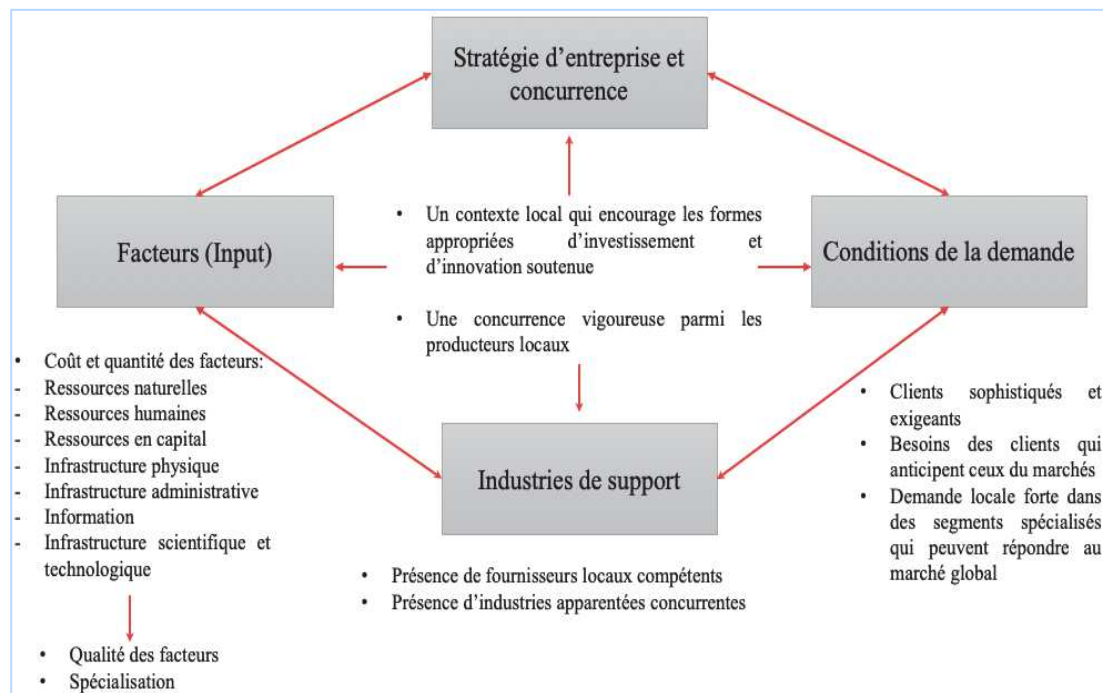 Stratégie d'entreprise et
concurrence
Facteurs (Input)
• Un contexte local qui encourage les formes
appropriées d'investissement et
d'innovation soutenue
• Une concurrence vigoureuse parmi les
producteurs locaux
Conditions de la demande
• Coût et quantité des facteurs:
- Ressources naturelles
- Ressources humaines
- Ressources en capital
- Infrastructure physique
- Infrastructure administrative
- Information
- Infrastructure scientifique et
technologique
• Qualité des facteurs
• Spécialisation
Industries de support
• Présence de fournisseurs locaux compétents
• Présence d'industries apparentées concurrentes
• Clients sophistiqués et
exigeants
• Besoins des clients qui
anticipent ceux du marchés
• Demande locale forte dans
des segments spécialisés
qui peuvent répondre au
marché global